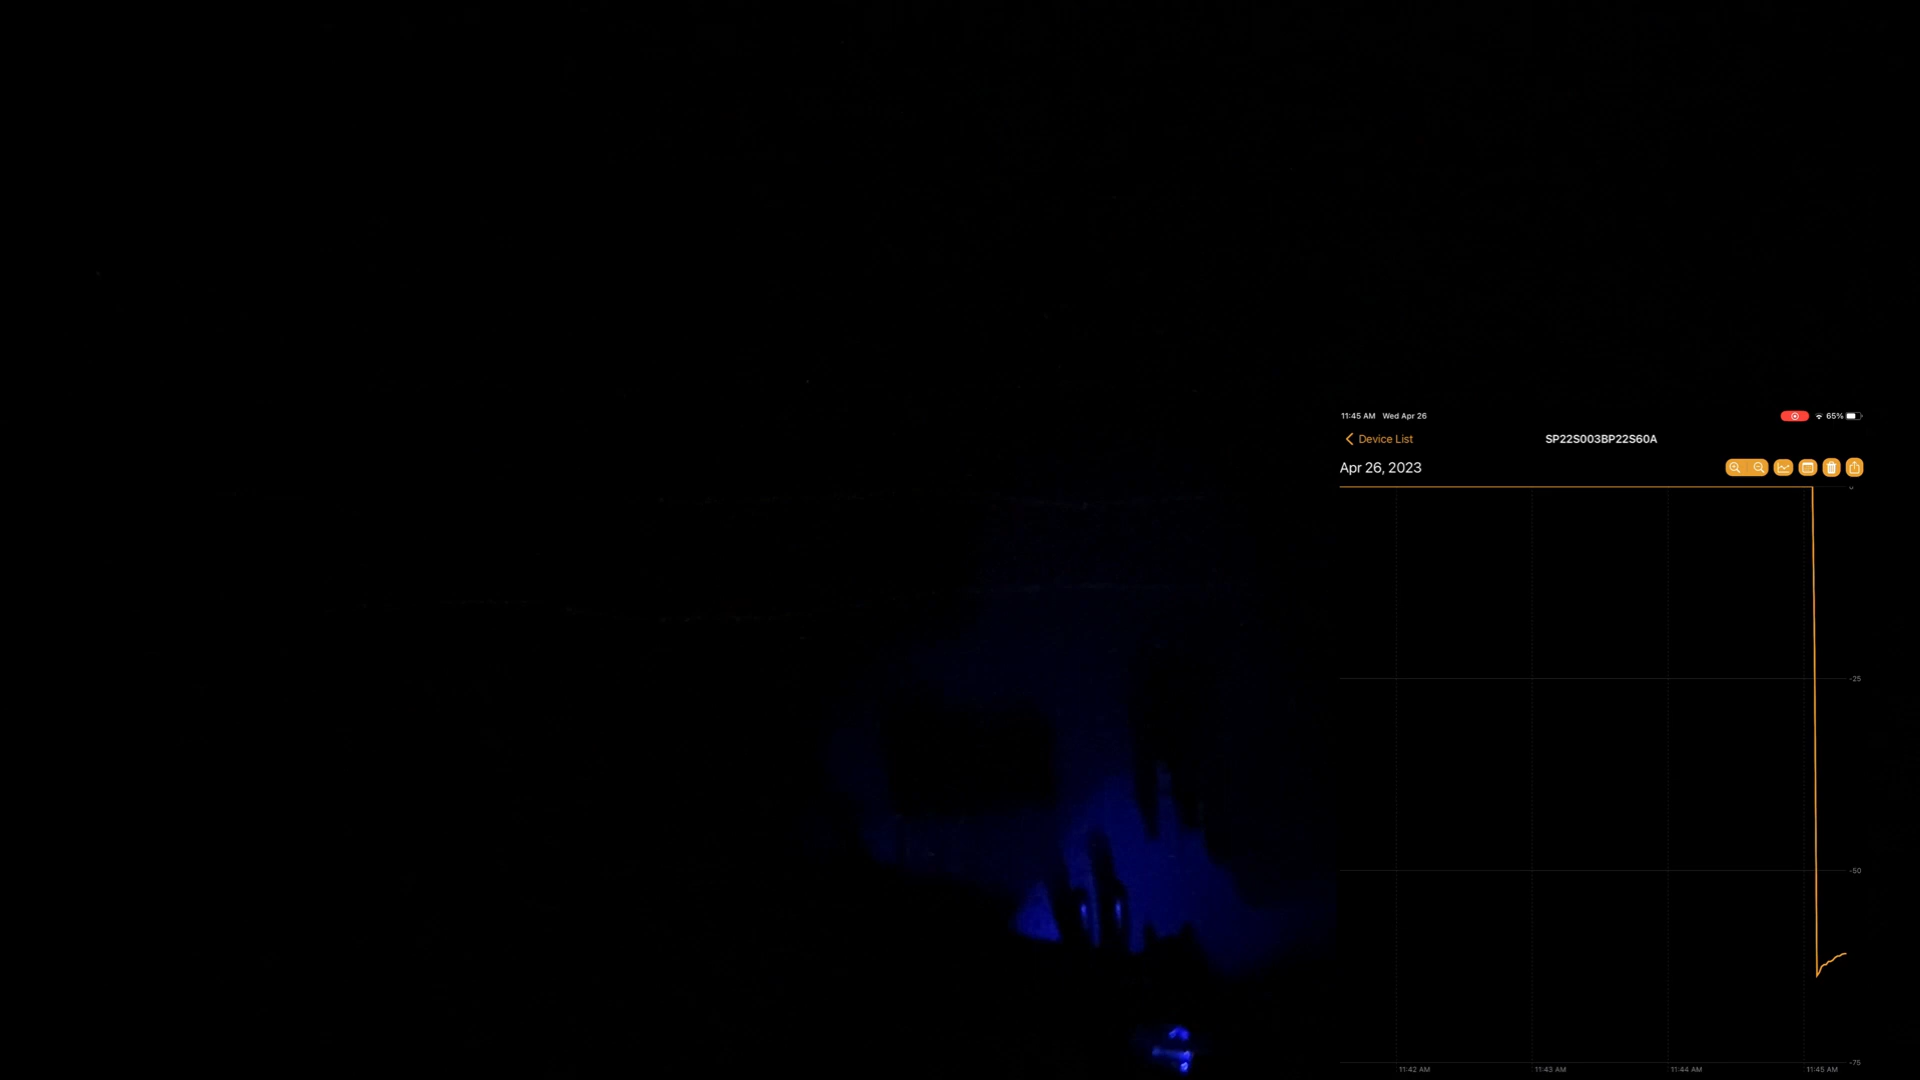 11:45 AM Wed Apr 26
65%
Device List
SP22S003BP22S60A
Apr 26, 2023
0
-25
-50
-75
11:42 AM
11:43 AM
11:44 AM
11:45 AM